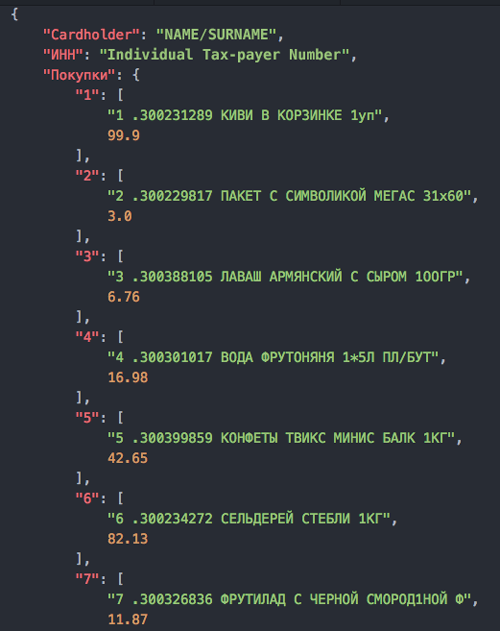 {
"Cardholder": "NAME/SURNAME",
"ИНН": "Individual Tax-payer Number",
"Покупки": {
"1": [
"1 .300231289 КИВИ В КОРЗИНКЕ 1уп",
99.9
],
"2": [
"2 .300229817 ПАКЕТ С СИМВОЛИКОЙ МЕГАС 31x60",
3.0
],
"3": [
"3 .300388105 ЛАВАШ АРМЯНСКИЙ С СЫРОМ 1ООГР",
6.76
],
"4": [
"4 .300301017 ВОДА ФРУТОНЯНЯ 1*5Л ПЛ/БУТ",
16.98
],
"5": [
"5 .300399859 КОНФЕТЫ ТВИКС МИНИС БАЛК 1КГ",
42.65
],
"6": [
"6 .300234272 СЕЛЬДЕРЕЙ СТЕБЛИ 1КГ",
82.13
],
"7": [
"7 .300326836 ФРУТИЛАД С ЧЕРНОЙ СМОРОД1НОЙ Ф",
11.87